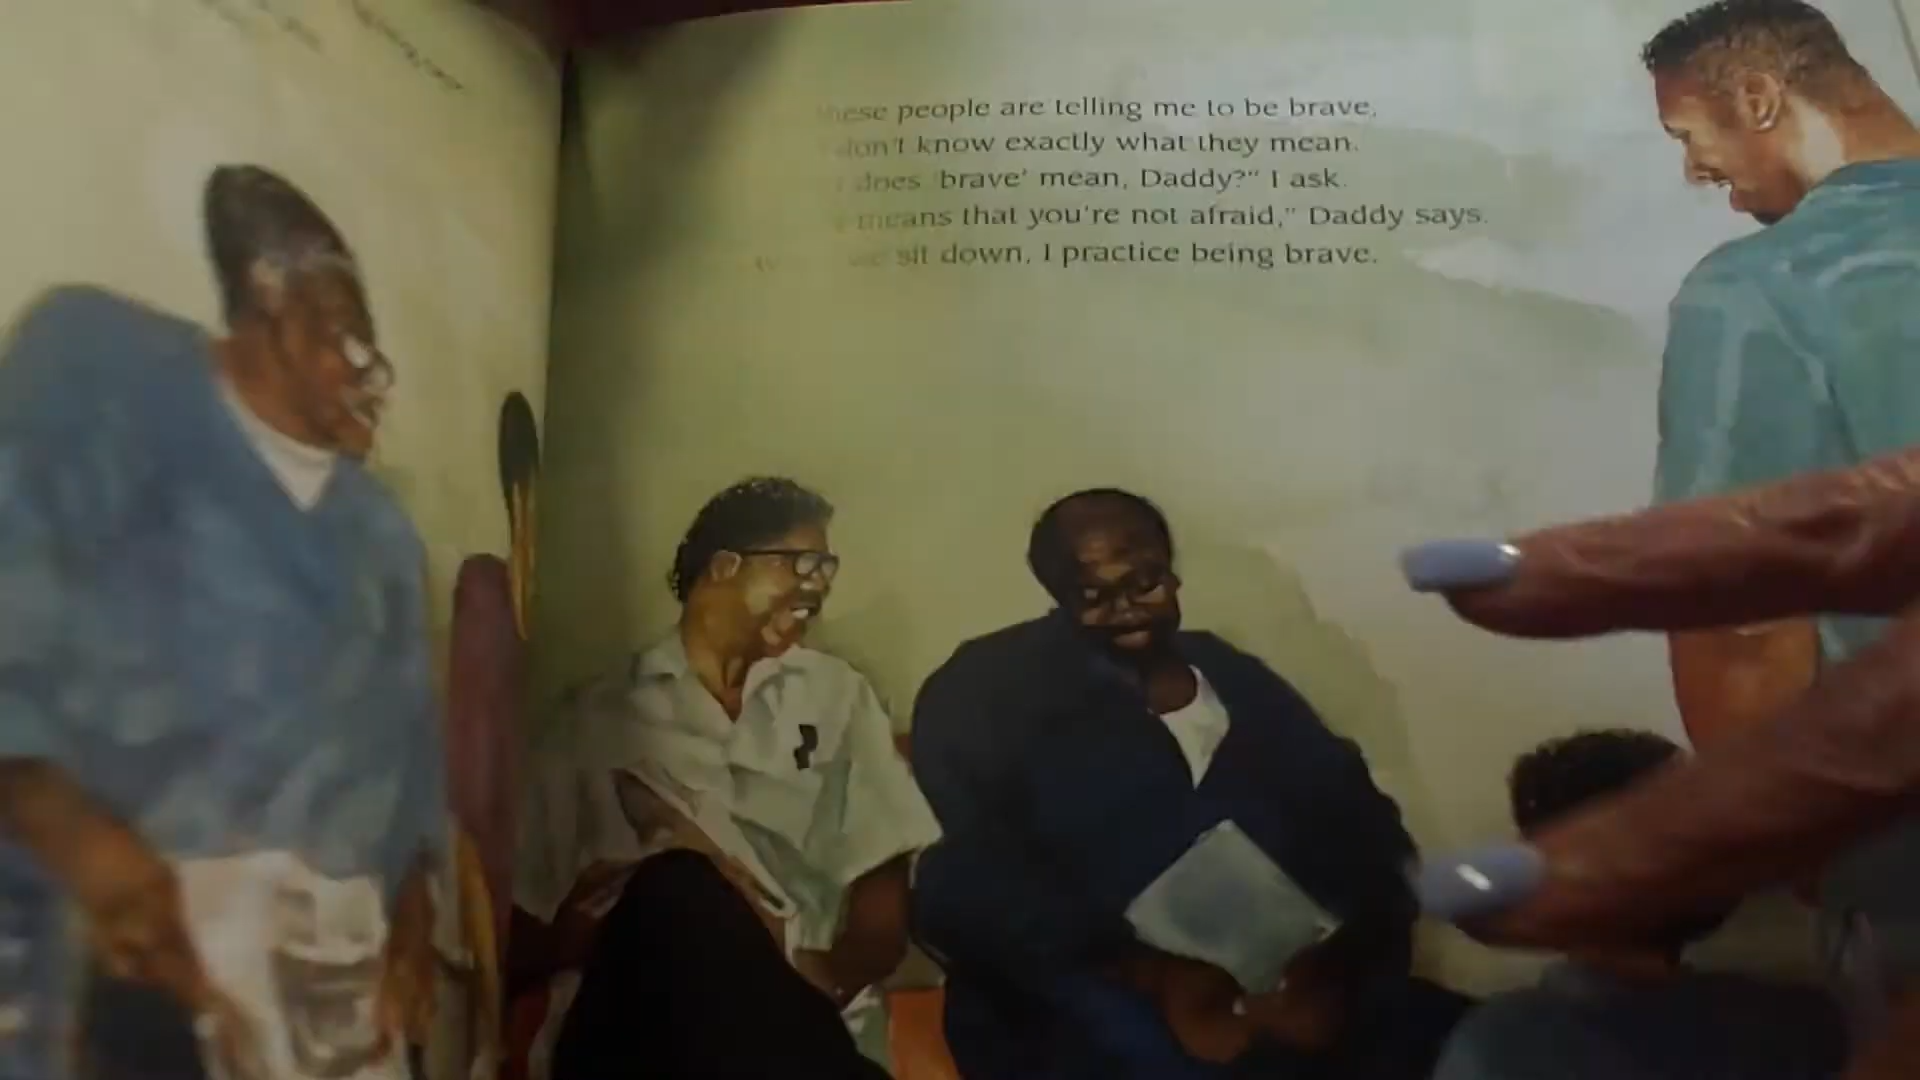 people are telling me to be brave,
don't know exactly what they mean.
does 'brave' mean, Daddy?" I ask.
means that you're not afraid," Daddy says.
we sit down, I practice being brave.